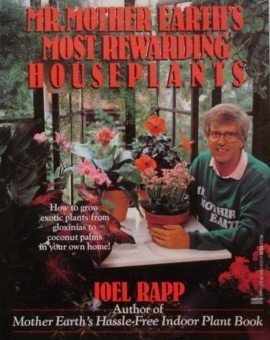 MR. MOTHER EARTH'S
MOST REWARDING
HOUSEPLANTS
How to grow
exotic plants from
gloxinias to
coconut palms
in your own home!
MR.
MOTHER
EARTH
JOEL RAPP
Author of
Mother Earth's Hassle-Free Indoor Plant Book